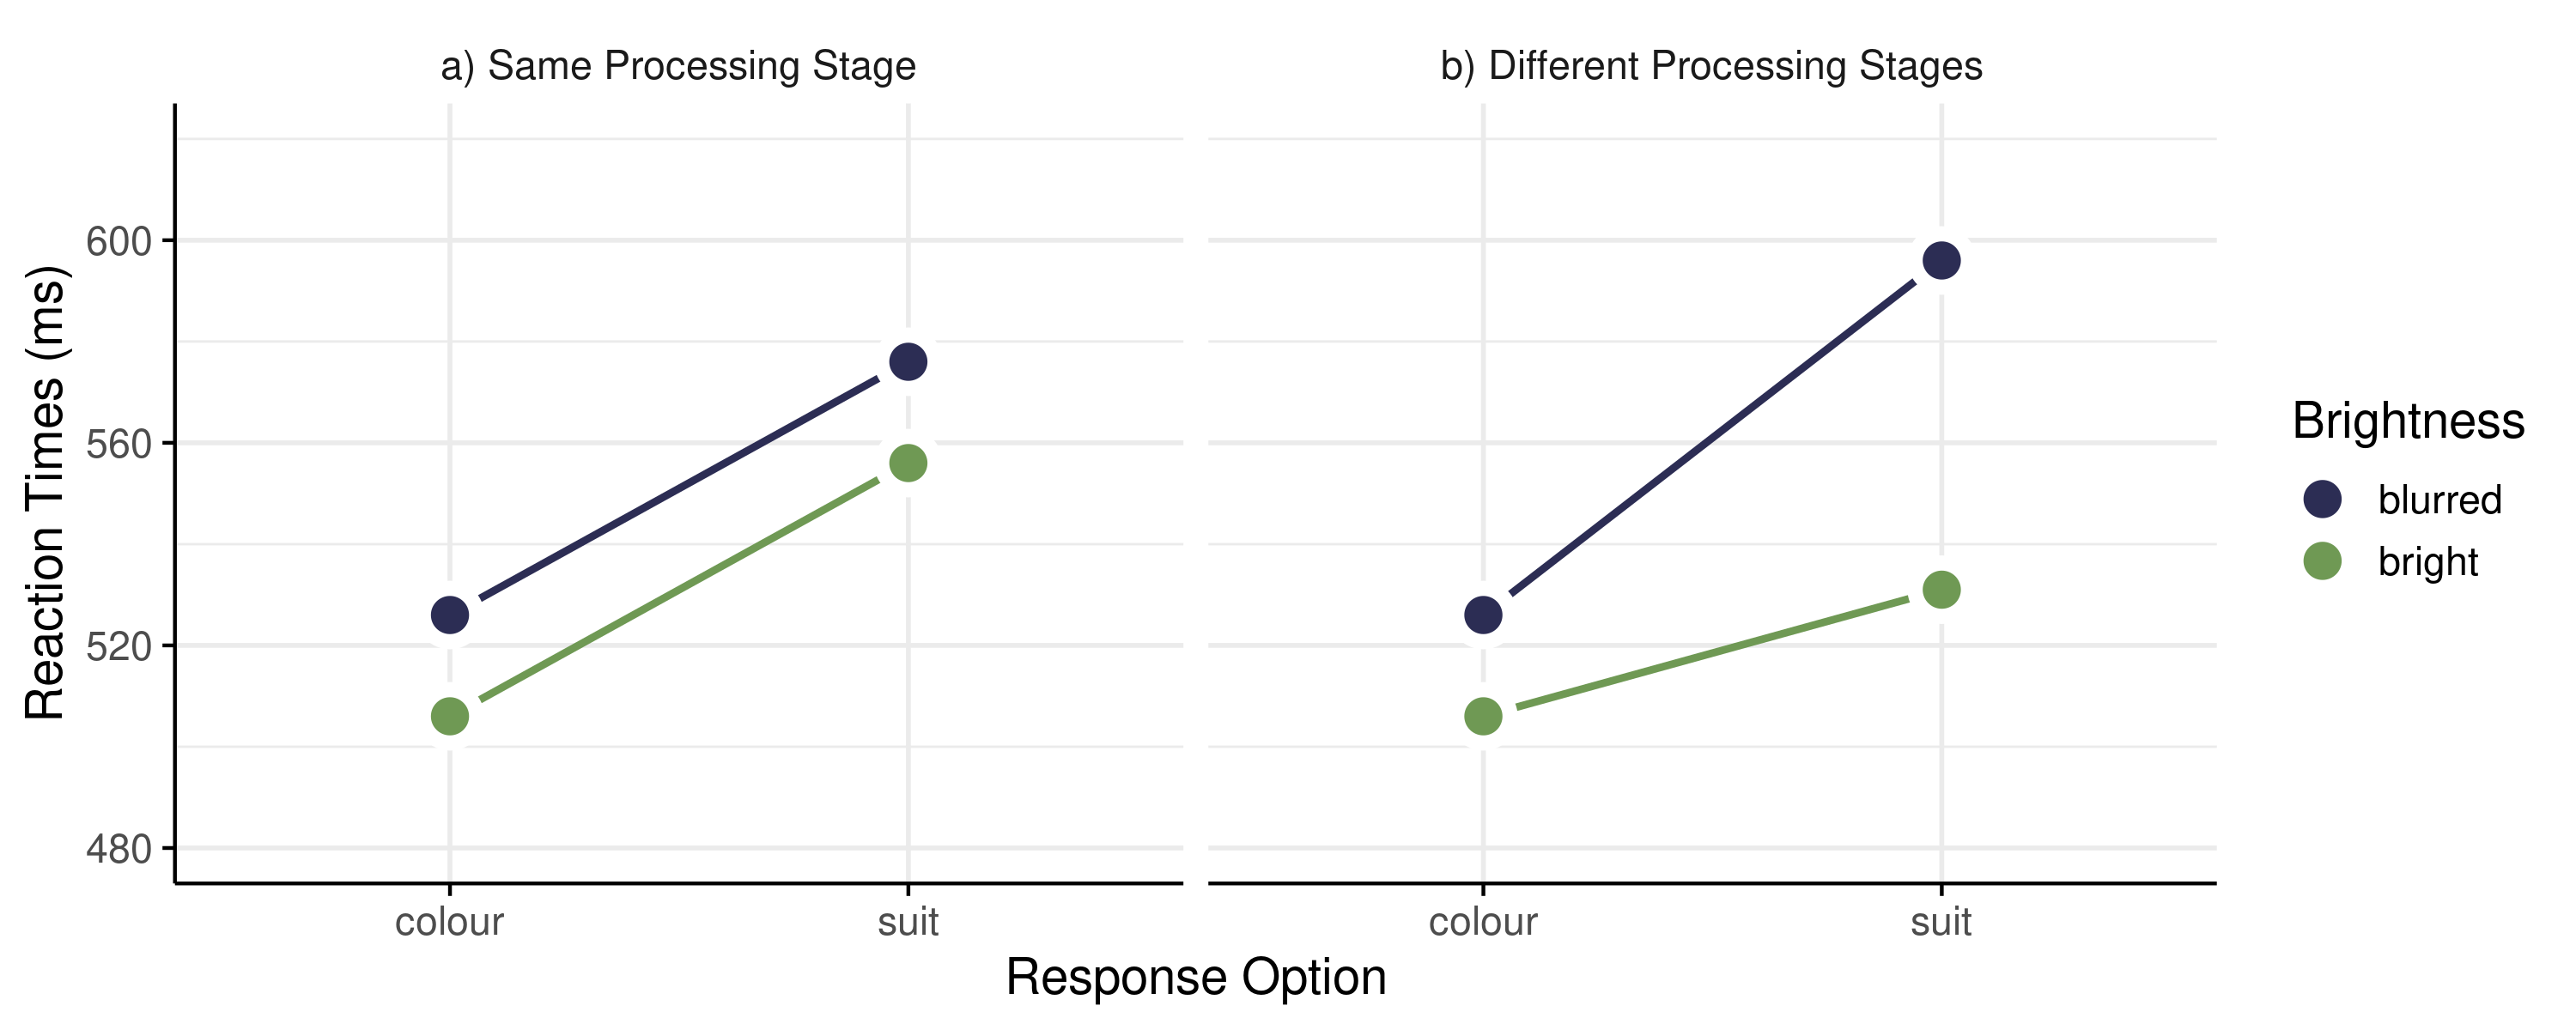 a) Same Processing Stage
b) Different Processing Stages
Reaction Times (ms)
600
560
520
480
colour
suit
colour
suit
Response Option
Brightness
blurred
bright